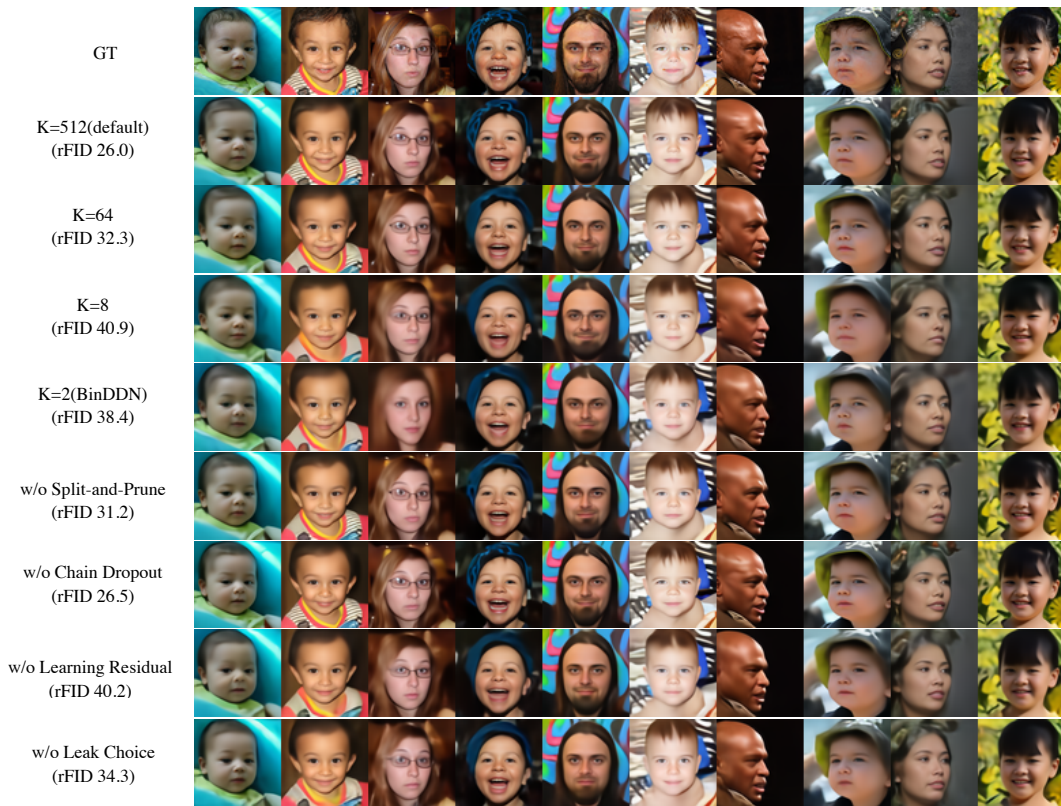 GT
K=512(default)
(rFID 26.0)
K=64
(rFID 32.3)
K=8
(rFID 40.9)
K=2(BinDDN)
(rFID 38.4)
w/o Split-and-Prune
(rFID 31.2)
w/o Chain Dropout
(rFID 26.5)
w/o Learning Residual
(rFID 40.2)
w/o Leak Choice
(rFID 34.3)